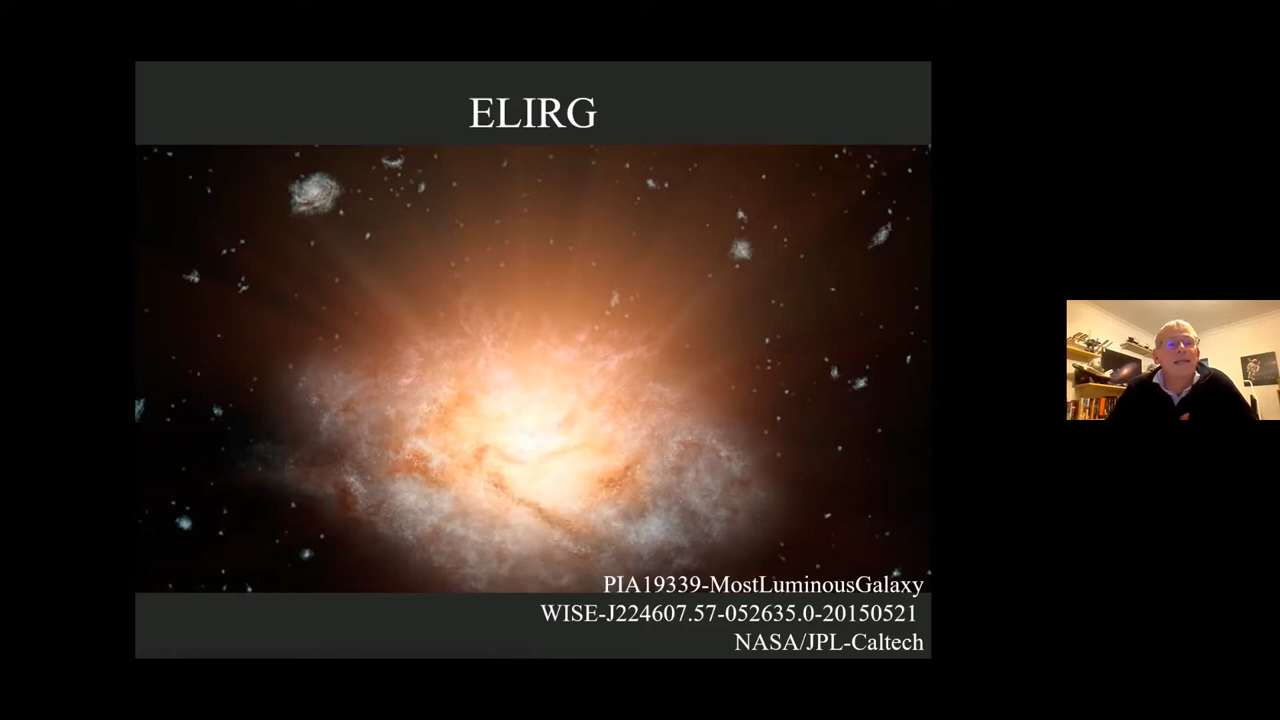 ELIRG
PIA19339-MostLuminousGalaxy
WISE-J224607.57-052635.0-20150521
NASA/JPL-Caltech